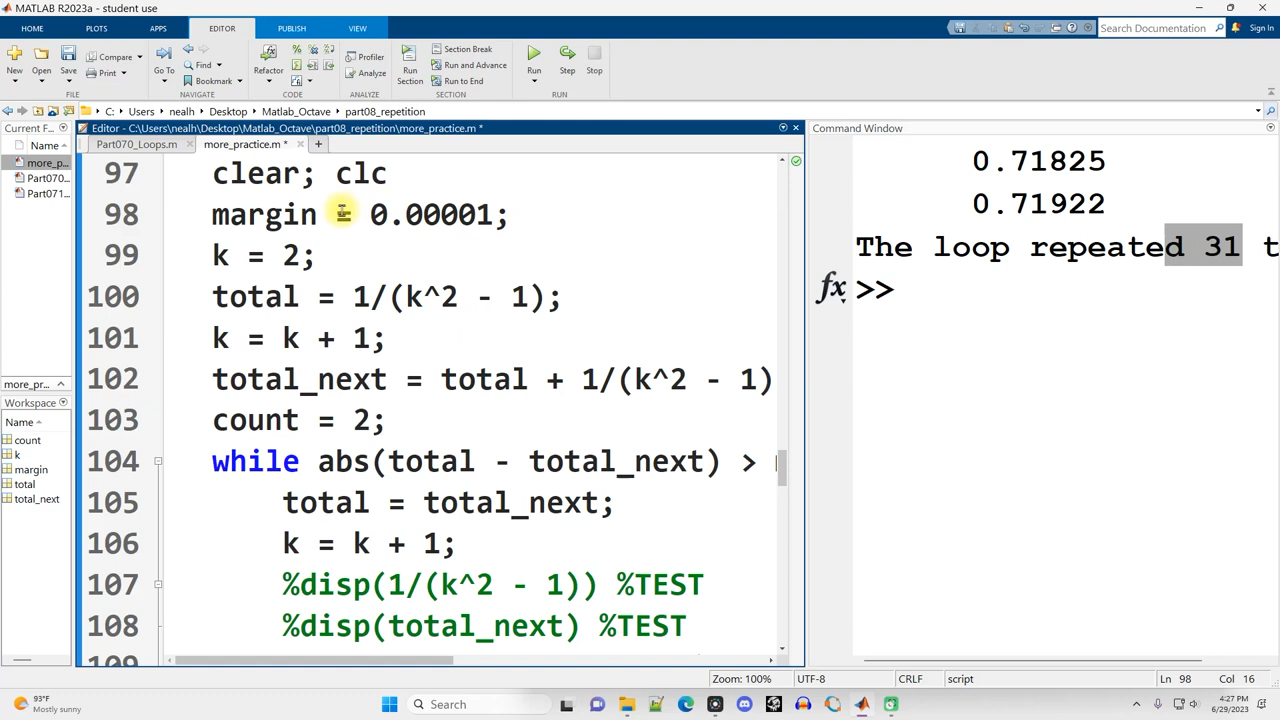 MATLAB R2023a - student use
HOME PLOTS APPS EDITOR PUBLISH VIEW
Search Documentation Sign In
New Open Save Compare Print
Go To Find Bookmark
Refactor
Profiler Analyze
Run Section Section Break Run and Advance Run to End
Run Step Stop
FILE NAVIGATE CODE ANALYZE SECTION RUN
C: Users nealh Desktop Matlab_Octave part08_repetition
Current F
Name
more_p...
Part070
Part071
more_pr...
Workspace
Name
count
k
margin
total
total_next
Editor - C:\Users\nealh\Desktop\Matlab_Octave\part08_repetition\more_practice.m *
Part070_Loops.m more_practice.m *
97 clear; clc
98 margin = 0.00001;
99 k = 2;
100 total = 1/(k^2 - 1);
101 k = k + 1;
102 total_next = total + 1/(k^2 - 1)
103 count = 2;
104 while abs(total - total_next) >
105 total = total_next;
106 k = k + 1;
107 %disp(1/(k^2 - 1)) %TEST
108 %disp(total_next) %TEST
Command Window
0.71825
0.71922
The loop repeated 31 t
fx >>
Zoom: 100% UTF-8 CRLF script Ln 98 Col 16
93°F
Mostly sunny
Search
4:27 PM
6/29/2023